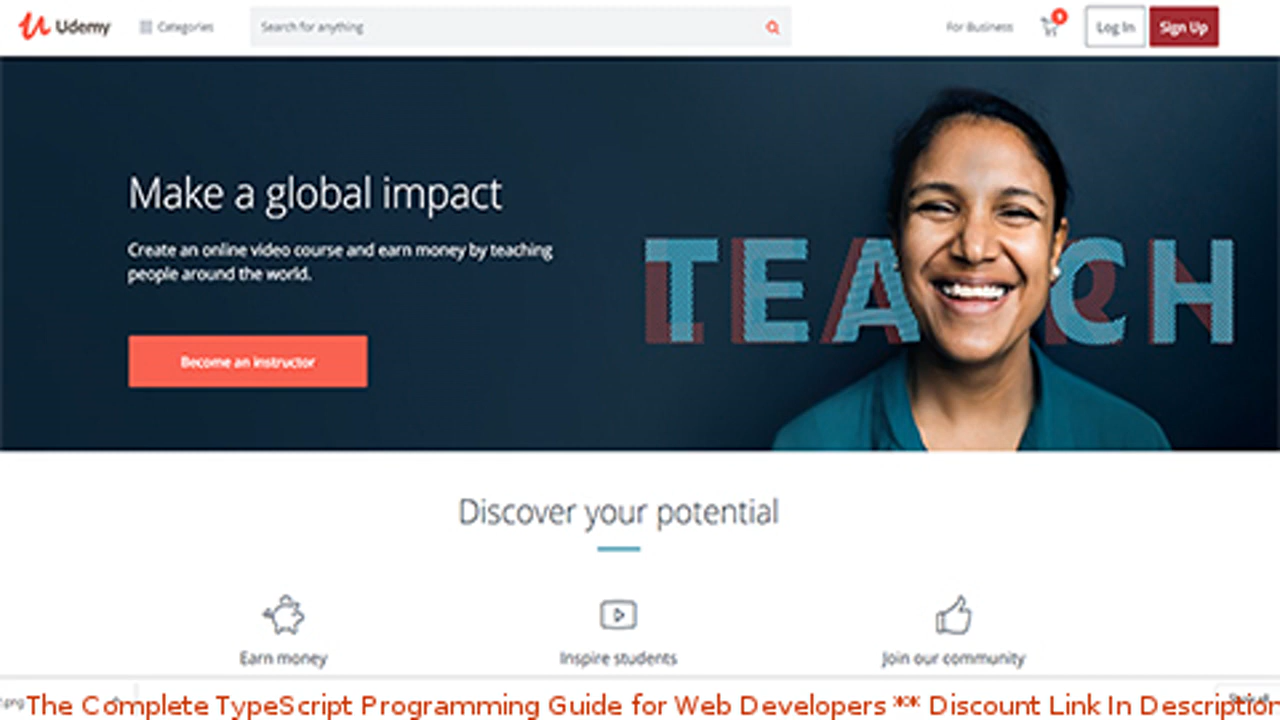 Udemy
Categories
Search for anything
For Business
Log In
Sign Up
Make a global impact
Create an online video course and earn money by teaching
people around the world.
TEACH
Become an instructor
Discover your potential
Earn money
Inspire students
Join our community
The Complete TypeScript Programming Guide for Web Developers ** Discount Link In Description